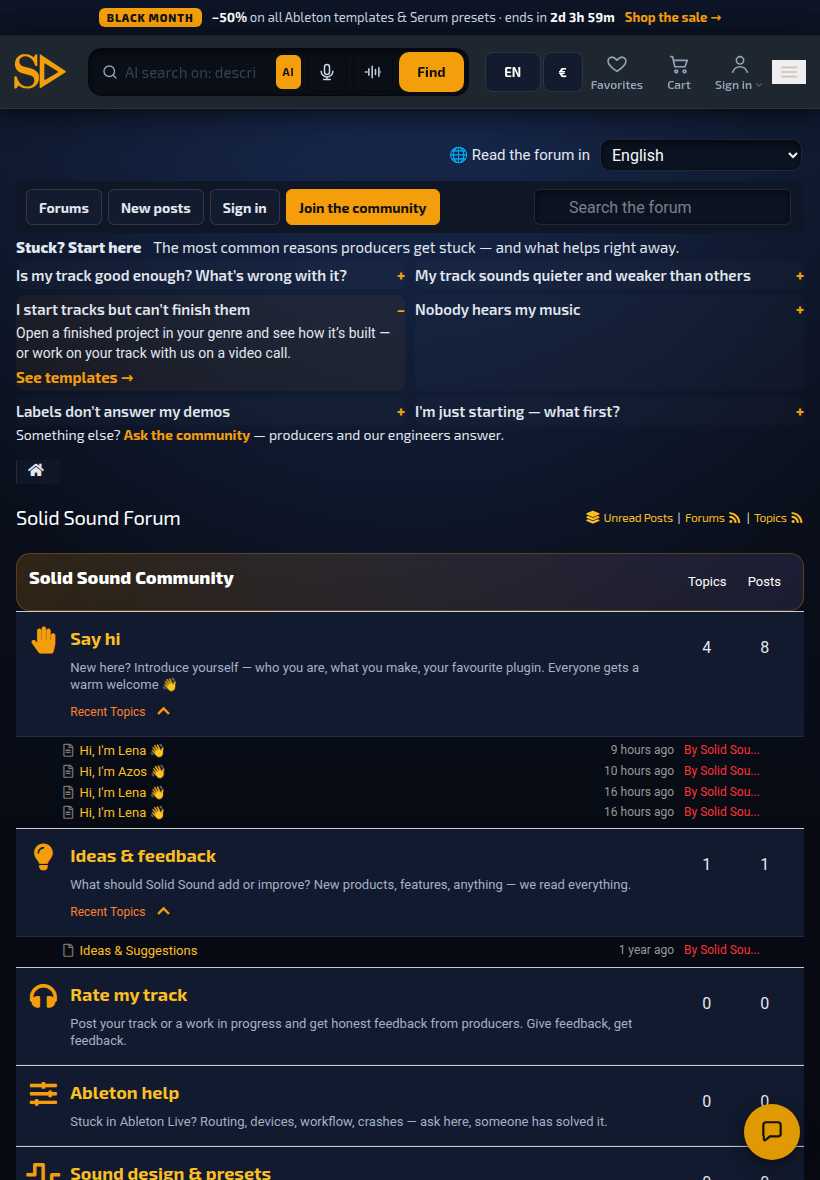 BLACK MONTH −50% on all Ableton templates & Serum presets · ends in 2d 3h 59m Shop the sale →
S AI search on: descri AI Find EN € Favorites Cart Sign in
🌐 Read the forum in English
Forums New posts Sign in Join the community Search the forum
Stuck? Start here The most common reasons producers get stuck — and what helps right away.
Is my track good enough? What's wrong with it? + My track sounds quieter and weaker than others +
I start tracks but can't finish them − Nobody hears my music +
Open a finished project in your genre and see how it's built —
or work on your track with us on a video call.
See templates →
Labels don't answer my demos + I'm just starting — what first? +
Something else? Ask the community — producers and our engineers answer.
Solid Sound Forum Unread Posts | Forums | Topics
Solid Sound Community Topics Posts
Say hi 4 8
New here? Introduce yourself — who you are, what you make, your favourite plugin. Everyone gets a
warm welcome 👋
Recent Topics
Hi, I'm Lena 👋 9 hours ago By Solid Sou...
Hi, I'm Azos 👋 10 hours ago By Solid Sou...
Hi, I'm Lena 👋 16 hours ago By Solid Sou...
Hi, I'm Lena 👋 16 hours ago By Solid Sou...
Ideas & feedback 1 1
What should Solid Sound add or improve? New products, features, anything — we read everything.
Recent Topics
Ideas & Suggestions 1 year ago By Solid Sou...
Rate my track 0 0
Post your track or a work in progress and get honest feedback from producers. Give feedback, get
feedback.
Ableton help 0 0
Stuck in Ableton Live? Routing, devices, workflow, crashes — ask here, someone has solved it.
Sound design & presets